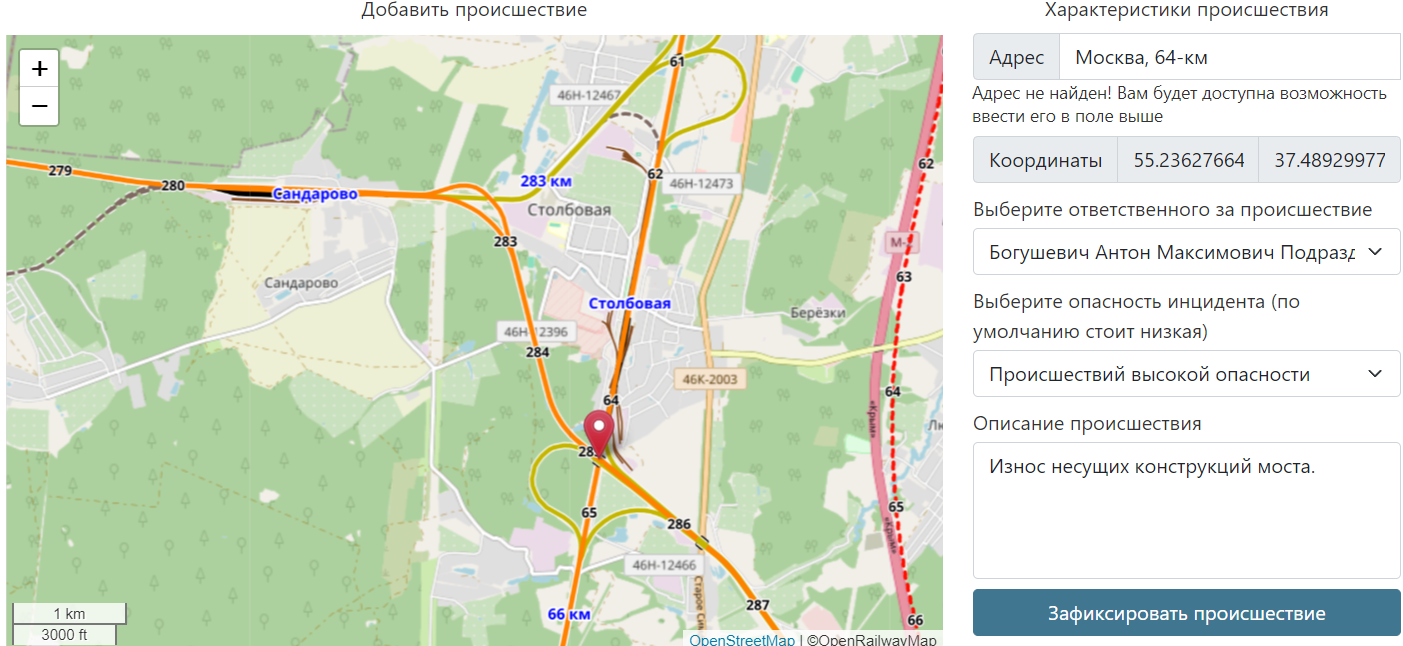 Добавить происшествие
+
−
61
46Н-12467
62
62
279
280
Сандарово
283 км
46Н-12473
Столбовая
283
М-
63
Сандарово
Столбовая
Берёзки
46Н-12396
284
46К-2003
64
64
«Крым»
65
65
286
«Крым»
46Н-12466
287
66 км
66
1 km
3000 ft
OpenStreetMap | ©OpenRailwayMap
Характеристики происшествия
Адрес Москва, 64-км
Адрес не найден! Вам будет доступна возможность
ввести его в поле выше
Координаты 55.23627664 37.48929977
Выберите ответственного за происшествие
Богушевич Антон Максимович Подразд
Выберите опасность инцидента (по
умолчанию стоит низкая)
Происшествий высокой опасности
Описание происшествия
Износ несущих конструкций моста.
Зафиксировать происшествие